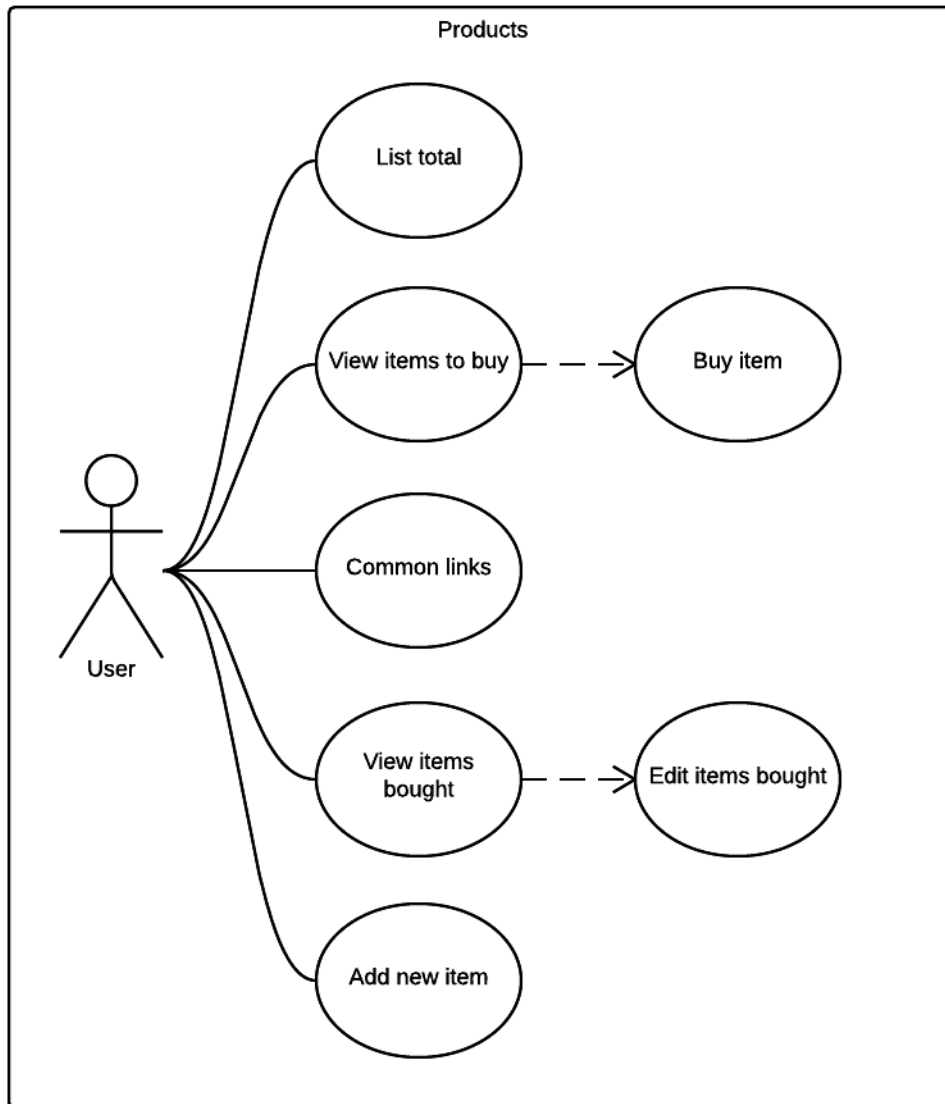 Products
List total
View items to buy
Buy item
Common links
User
View items
bought
Edit items bought
Add new item